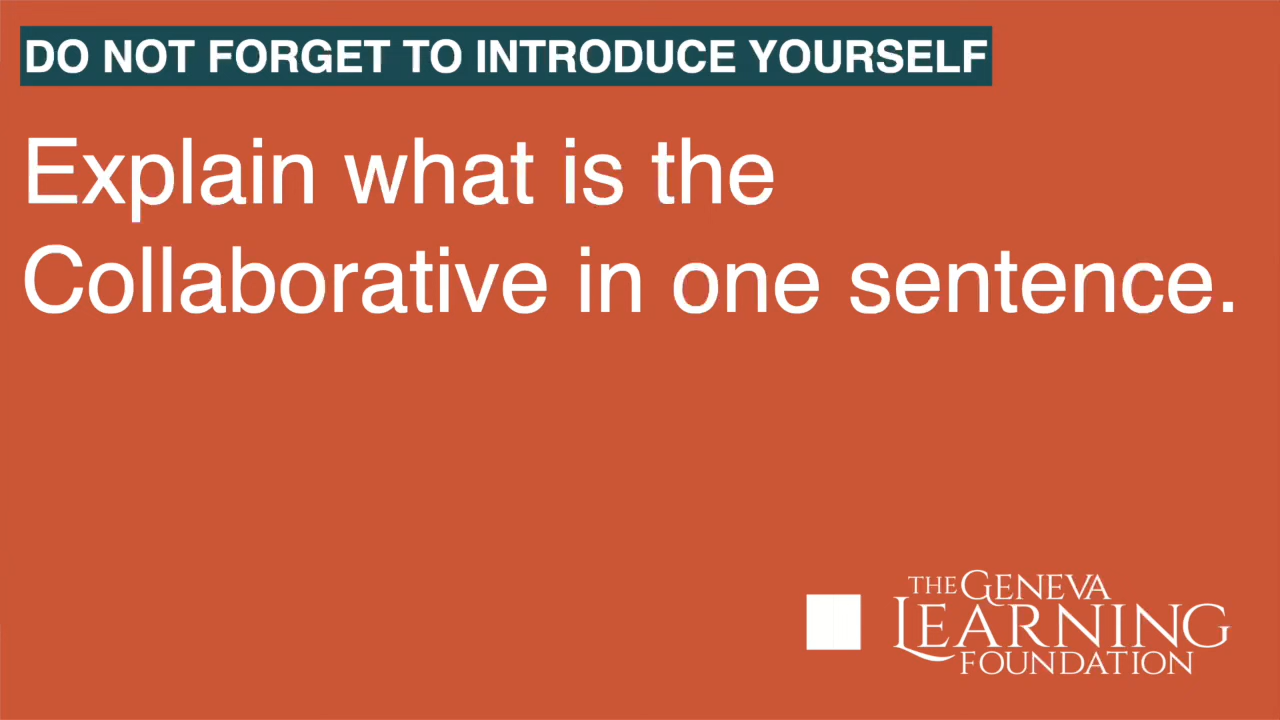 DO NOT FORGET TO INTRODUCE YOURSELF
Explain what is the
Collaborative in one sentence.
THE GENEVA
LEARNING
FOUNDATION